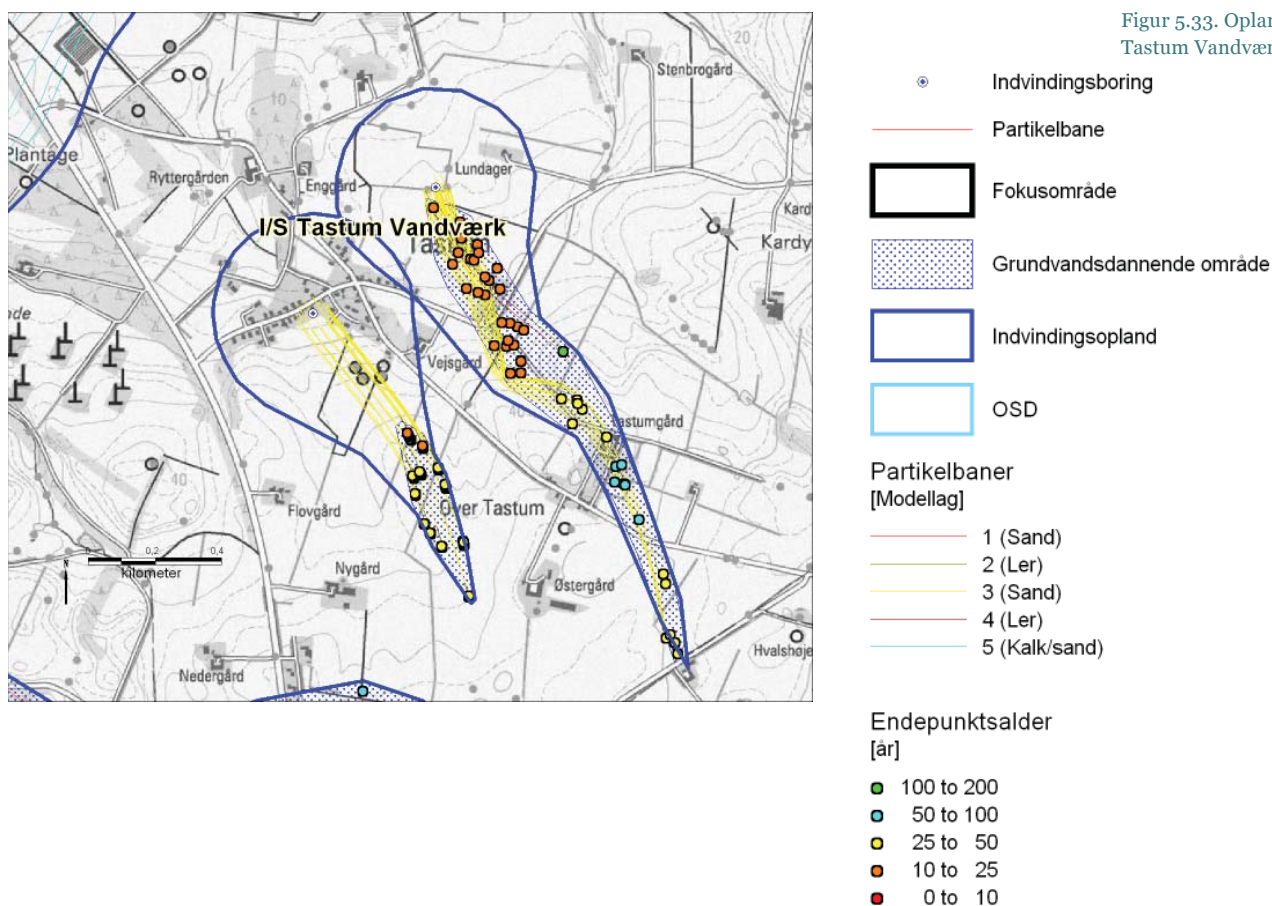 Figur 5.33. Oplan
Tastum Vandvær
20
Stenbrogård
10
Plantage
Ryttergården
Enggård
Lundager
I/S Tastum Vandværk
Kard
Kardy
Vejsgård
40
Tastumgård
40
Flovgård
Over Tastum
0,2
0,4
Kilometer
N
Nygård
Østergård
Hvalshøje
Nedergård
Indvindingsboring
Partikelbane
Fokusområde
Grundvandsdannende område
Indvindingsopland
OSD
Partikelbaner
[Modellag]
1 (Sand)
2 (Ler)
3 (Sand)
4 (Ler)
5 (Kalk/sand)
Endepunktsalder
[år]
100 to 200
50 to 100
25 to 50
10 to 25
0 to 10